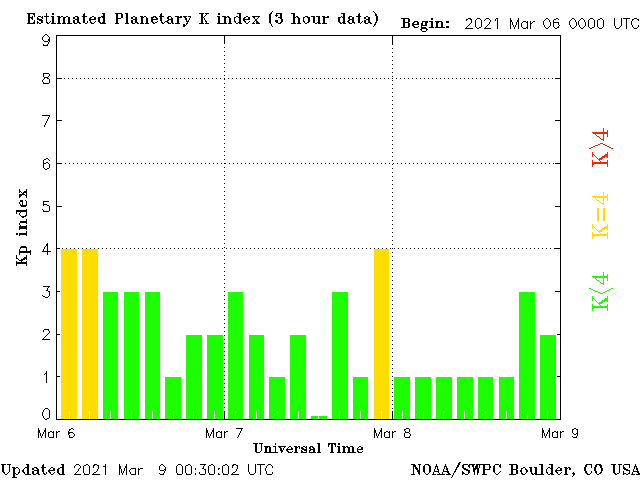 Estimated Planetary K index (3 hour data) Begin: 2021 Mar 06 0000 UTC
9
8
7
6
5
4
3
2
1
0
Kp index
K>4
K=4
K<4
Mar 6 Mar 7 Mar 8 Mar 9
Universal Time
Updated 2021 Mar 9 00:30:02 UTC NOAA/SWPC Boulder, CO USA